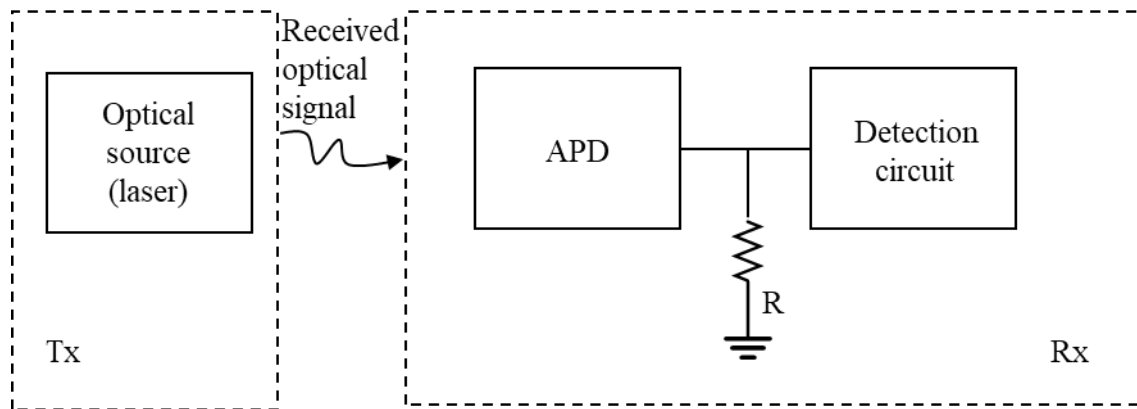 Received
optical
signal
Optical
source
(laser)
APD
Detection
circuit
R
Tx
Rx